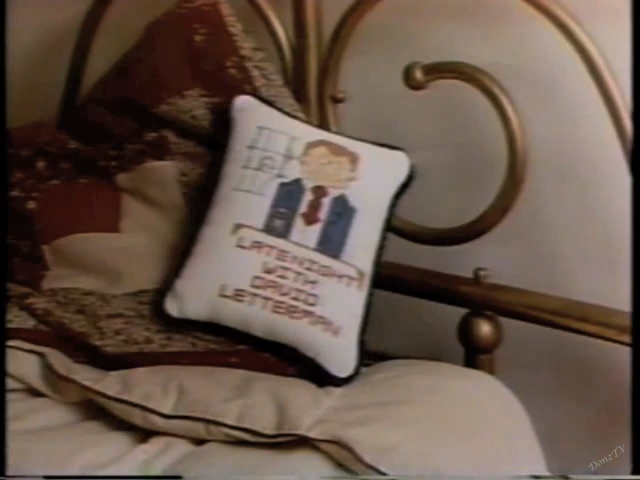 LATENIGHT
WITH
DAVID
LETTERMAN
DonzTV